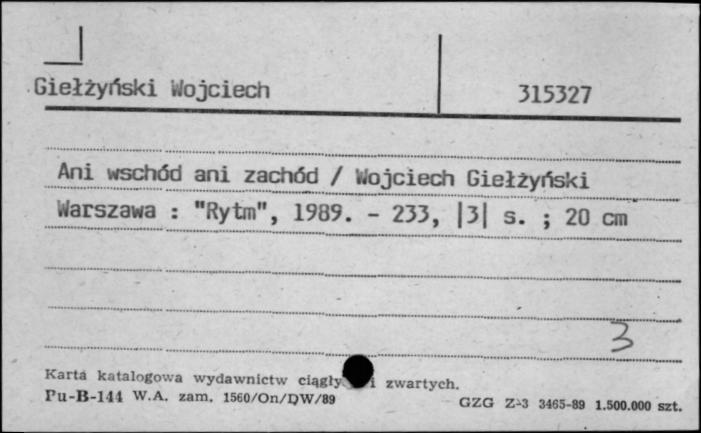 Giełżyński Wojciech
315327
Ani wschód ani zachód / Wojciech Giełżyński
Warszawa : "Rytm", 1989. – 233, |3| s. ; 20 cm
3
Karta katalogowa wydawnictw ciągły i zwartych.
Pu-B-144 W.A. zam. 1560/On/DW/89
GZG Z-3 3465-89 1.500.000 szt.